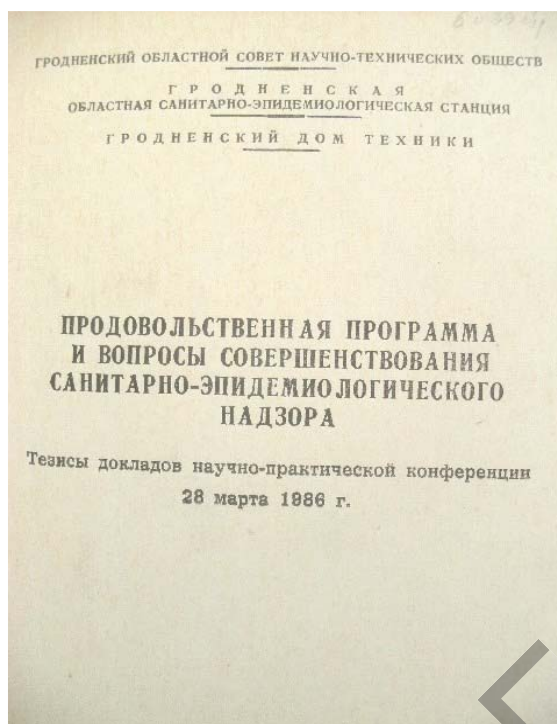 ГРОДНЕНСКИЙ ОБЛАСТНОЙ СОВЕТ НАУЧНО-ТЕХНИЧЕСКИХ ОБЩЕСТВ
ГРОДНЕНСКАЯ
ОБЛАСТНАЯ САНИТАРНО-ЭПИДЕМИОЛОГИЧЕСКАЯ СТАНЦИЯ
ГРОДНЕНСКИЙ ДОМ ТЕХНИКИ
ПРОДОВОЛЬСТВЕННАЯ ПРОГРАММА
И ВОПРОСЫ СОВЕРШЕНСТВОВАНИЯ
САНИТАРНО-ЭПИДЕМИОЛОГИЧЕСКОГО
НАДЗОРА
Тезисы докладов научно-практической конференции
28 марта 1986 г.